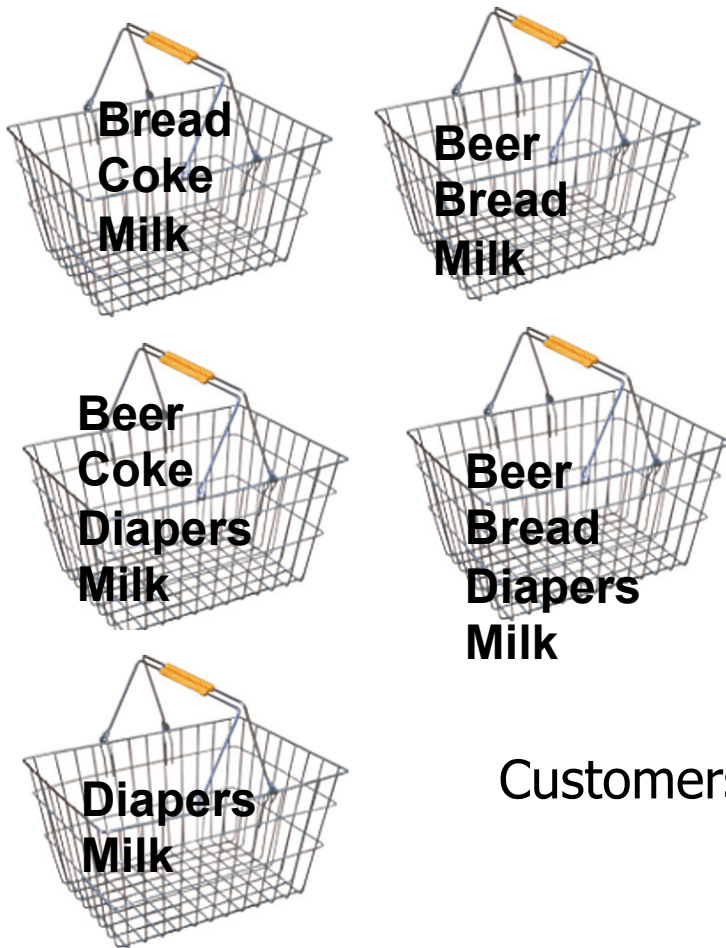 Bread
Coke
Milk
Beer
Bread
Milk
Beer
Coke
Diapers
Milk
Beer
Bread
Diapers
Milk
Diapers
Milk
Customers